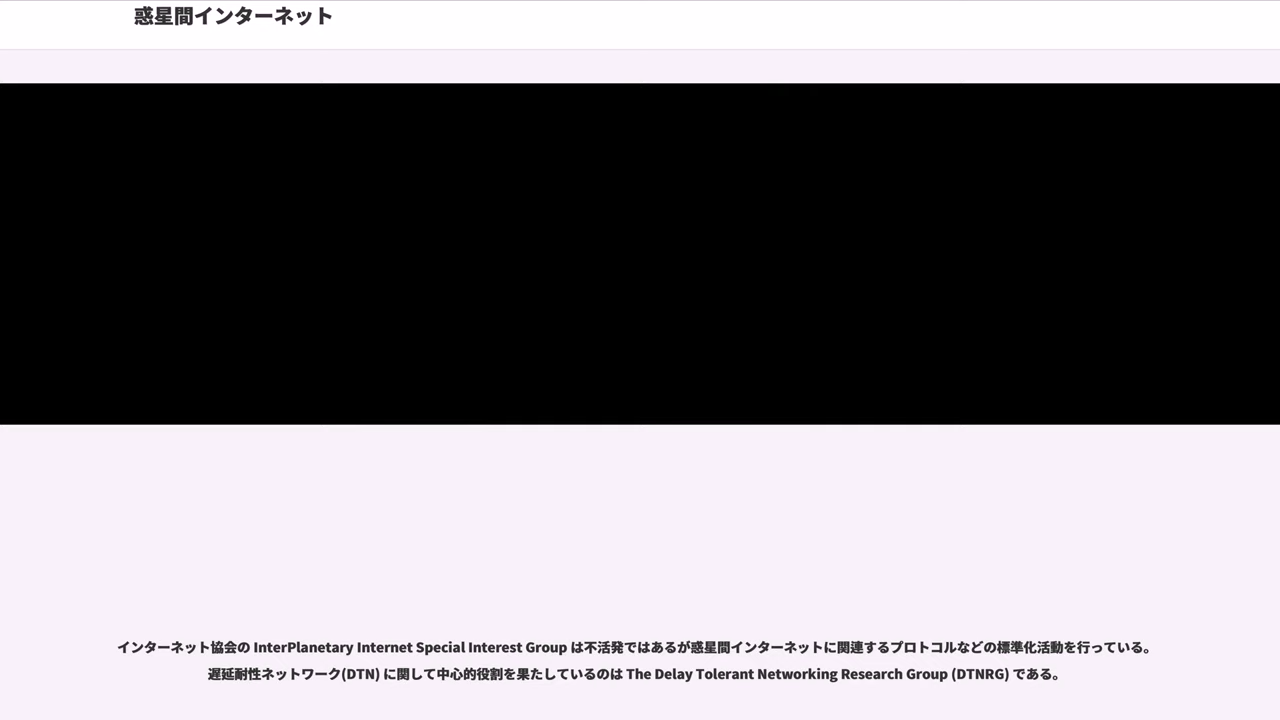 惑星間インターネット
インターネット協会の InterPlanetary Internet Special Interest Group は不活発ではあるが惑星間インターネットに関連するプロトコルなどの標準化活動を行っている。
遅延耐性ネットワーク(DTN) に関して中心的役割を果たしているのは The Delay Tolerant Networking Research Group (DTNRG) である。